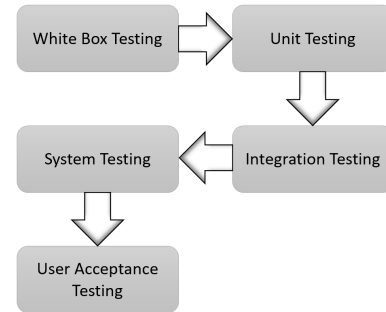 White Box Testing
Unit Testing
Integration Testing
System Testing
User Acceptance
Testing